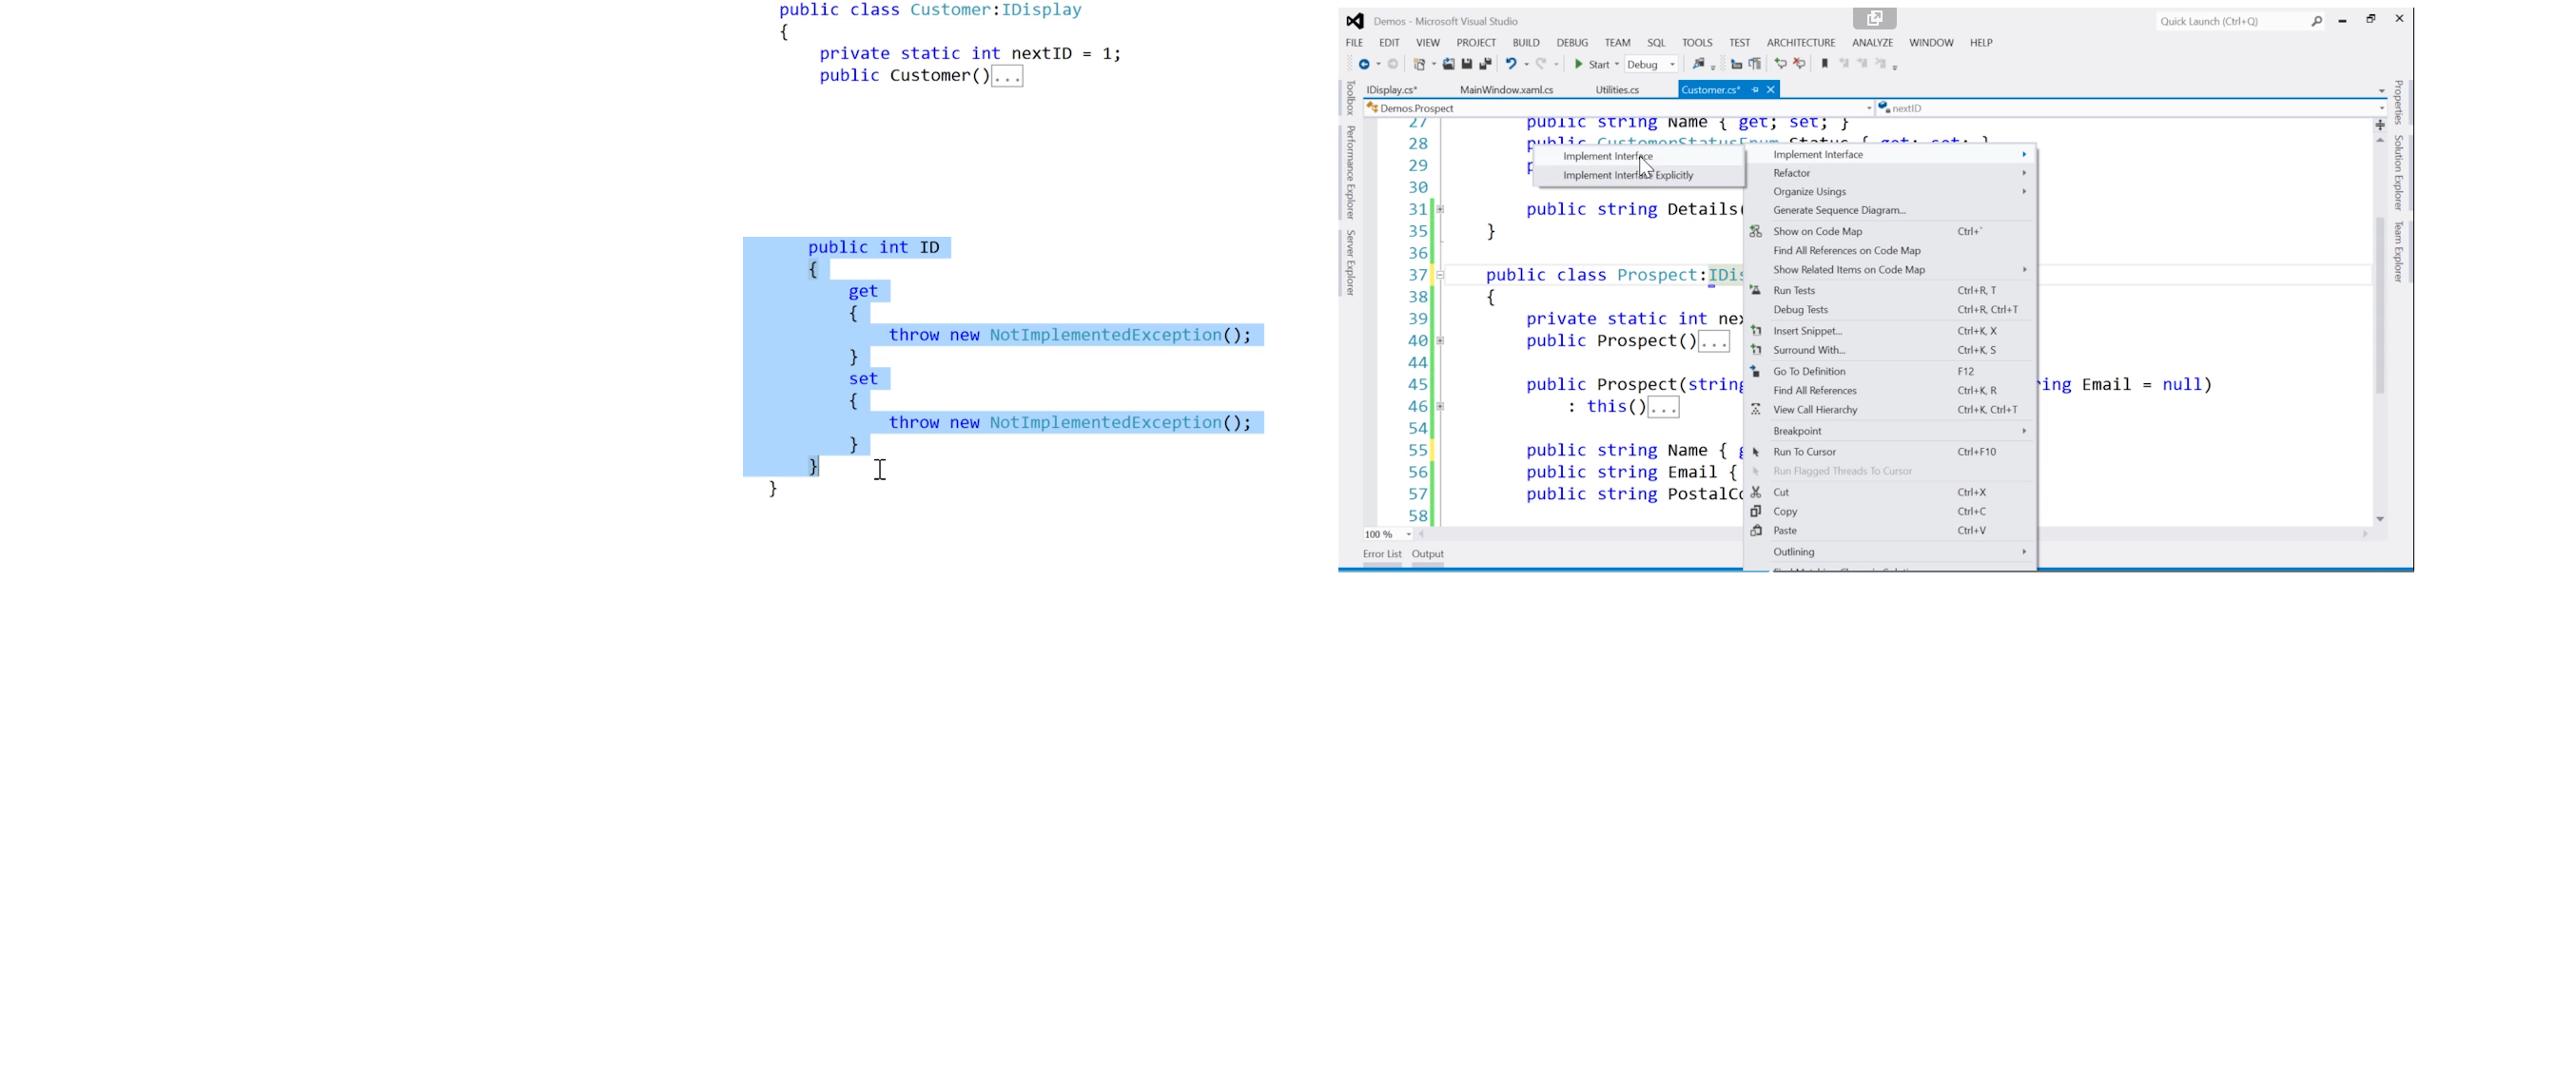 public class Customer:IDisplay
{
private static int nextID = 1;
public Customer()...
public int ID
{
get
{
throw new NotImplementedException();
}
set
{
throw new NotImplementedException();
}
}
}
Demos - Microsoft Visual Studio
Quick Launch (Ctrl+Q)
FILE EDIT VIEW PROJECT BUILD DEBUG TEAM SQL TOOLS TEST ARCHITECTURE ANALYZE WINDOW HELP
Start Debug
Toolbox
Performance Explorer
Server Explorer
IDisplay.cs* MainWindow.xaml.cs Utilities.cs Customer.cs*
Demos.Prospect nextID
27 public string Name { get; set; }
28 public CustomerStatusEnum Status { get; set; }
29
30
31 public string Details(
35 }
36
37 public class Prospect:IDis
38 {
39 private static int nex
40 public Prospect()...
44
45 public Prospect(string ring Email = null)
46 : this()...
54
55 public string Name { g
56 public string Email {
57 public string PostalCo
58
Implement Interface
Implement Interface Explicitly
Implement Interface
Refactor
Organize Usings
Generate Sequence Diagram...
Show on Code Map Ctrl+`
Find All References on Code Map
Show Related Items on Code Map
Run Tests Ctrl+R, T
Debug Tests Ctrl+R, Ctrl+T
Insert Snippet... Ctrl+K, X
Surround With... Ctrl+K, S
Go To Definition F12
Find All References Ctrl+K, R
View Call Hierarchy Ctrl+K, Ctrl+T
Breakpoint
Run To Cursor Ctrl+F10
Run Flagged Threads To Cursor
Cut Ctrl+X
Copy Ctrl+C
Paste Ctrl+V
Outlining
100 %
Error List Output
Properties
Solution Explorer
Team Explorer